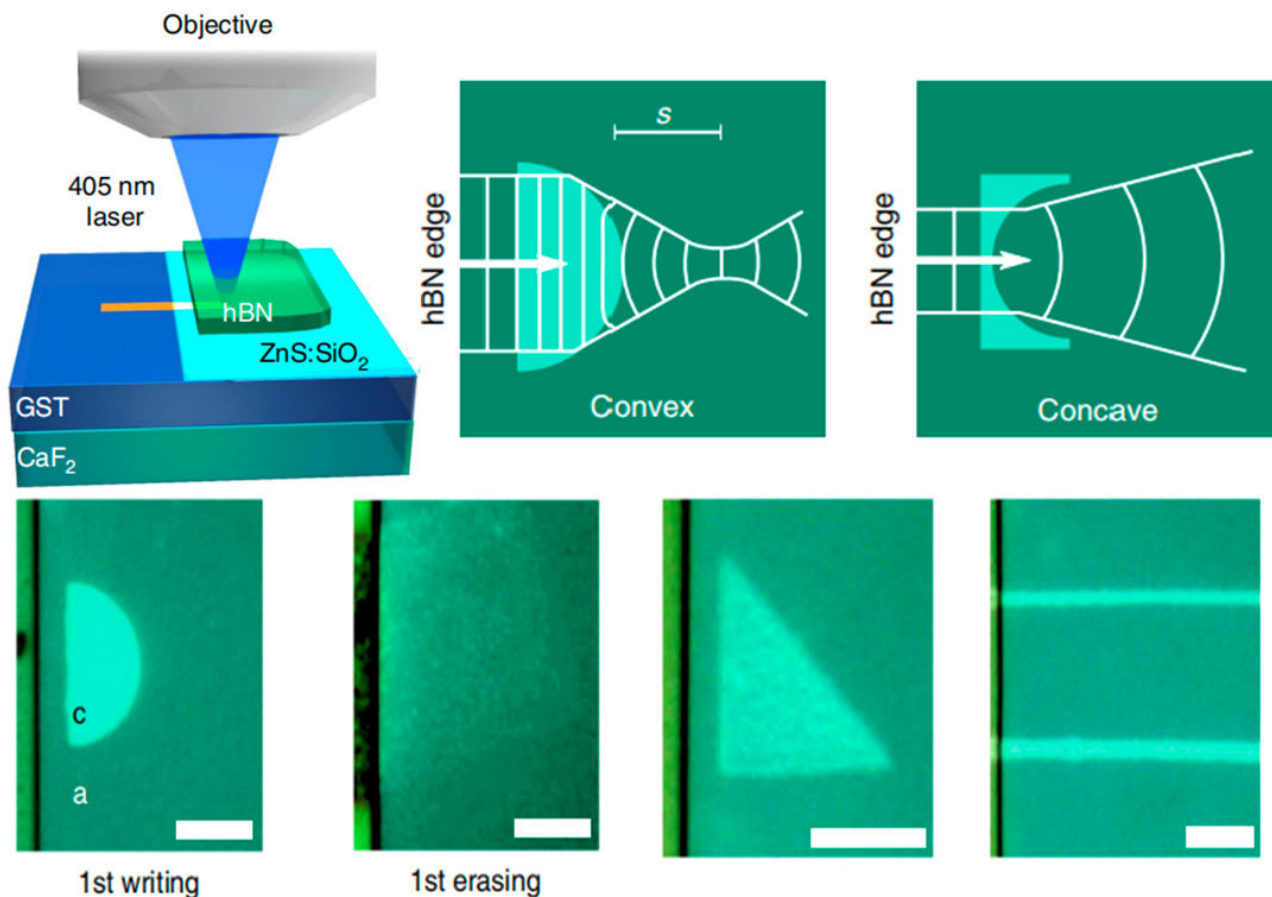 Objective
405 nm
laser
hBN
ZnS:SiO₂
GST
CaF₂
hBN edge
s
Convex
hBN edge
Concave
c
a
1st writing
1st erasing